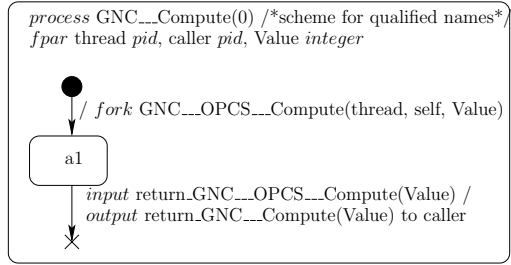 process GNC___Compute(0) /*scheme for qualified names*/
fpar thread pid, caller pid, Value integer
/ fork GNC___OPCS___Compute(thread, self, Value)
a1
input return_GNC___OPCS___Compute(Value) /
output return_GNC___Compute(Value) to caller